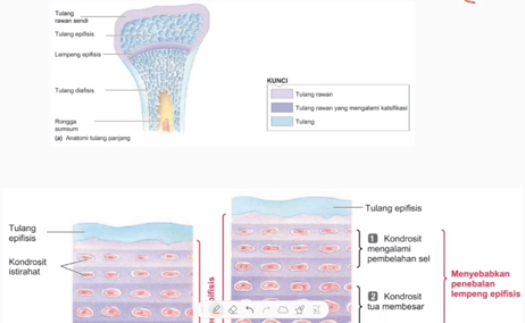 Tulang
rawan sendi
Tulang epifisis
Lempeng epifisis
Tulang diafisis
Rongga
sumsum
(a) Anatomi tulang panjang
KUNCI
Tulang rawan
Tulang rawan yang mengalami kalsifikasi
Tulang
Tulang
epifisis
Kondrosit
istirahat
Tulang epifisis
1 Kondrosit
mengalami
pembelahan sel
2 Kondrosit
tua membesar
Menyebabkan
penebalan
lempeng epifisis